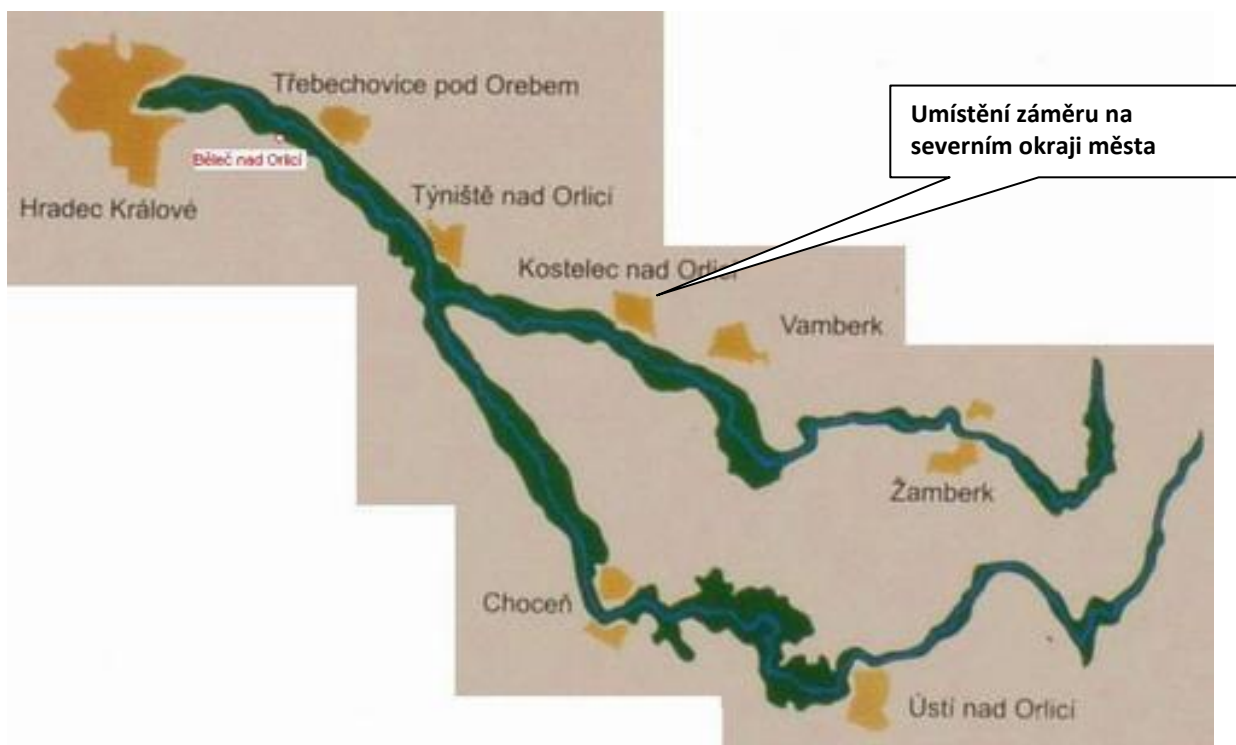 Třebechovice pod Orebem
Umístění záměru na
severním okraji města
Běleč nad Orlicí
Hradec Králové
Týniště nad Orlicí
Kostelec nad Orlicí
Vamberk
Žamberk
Choceň
Ústí nad Orlicí